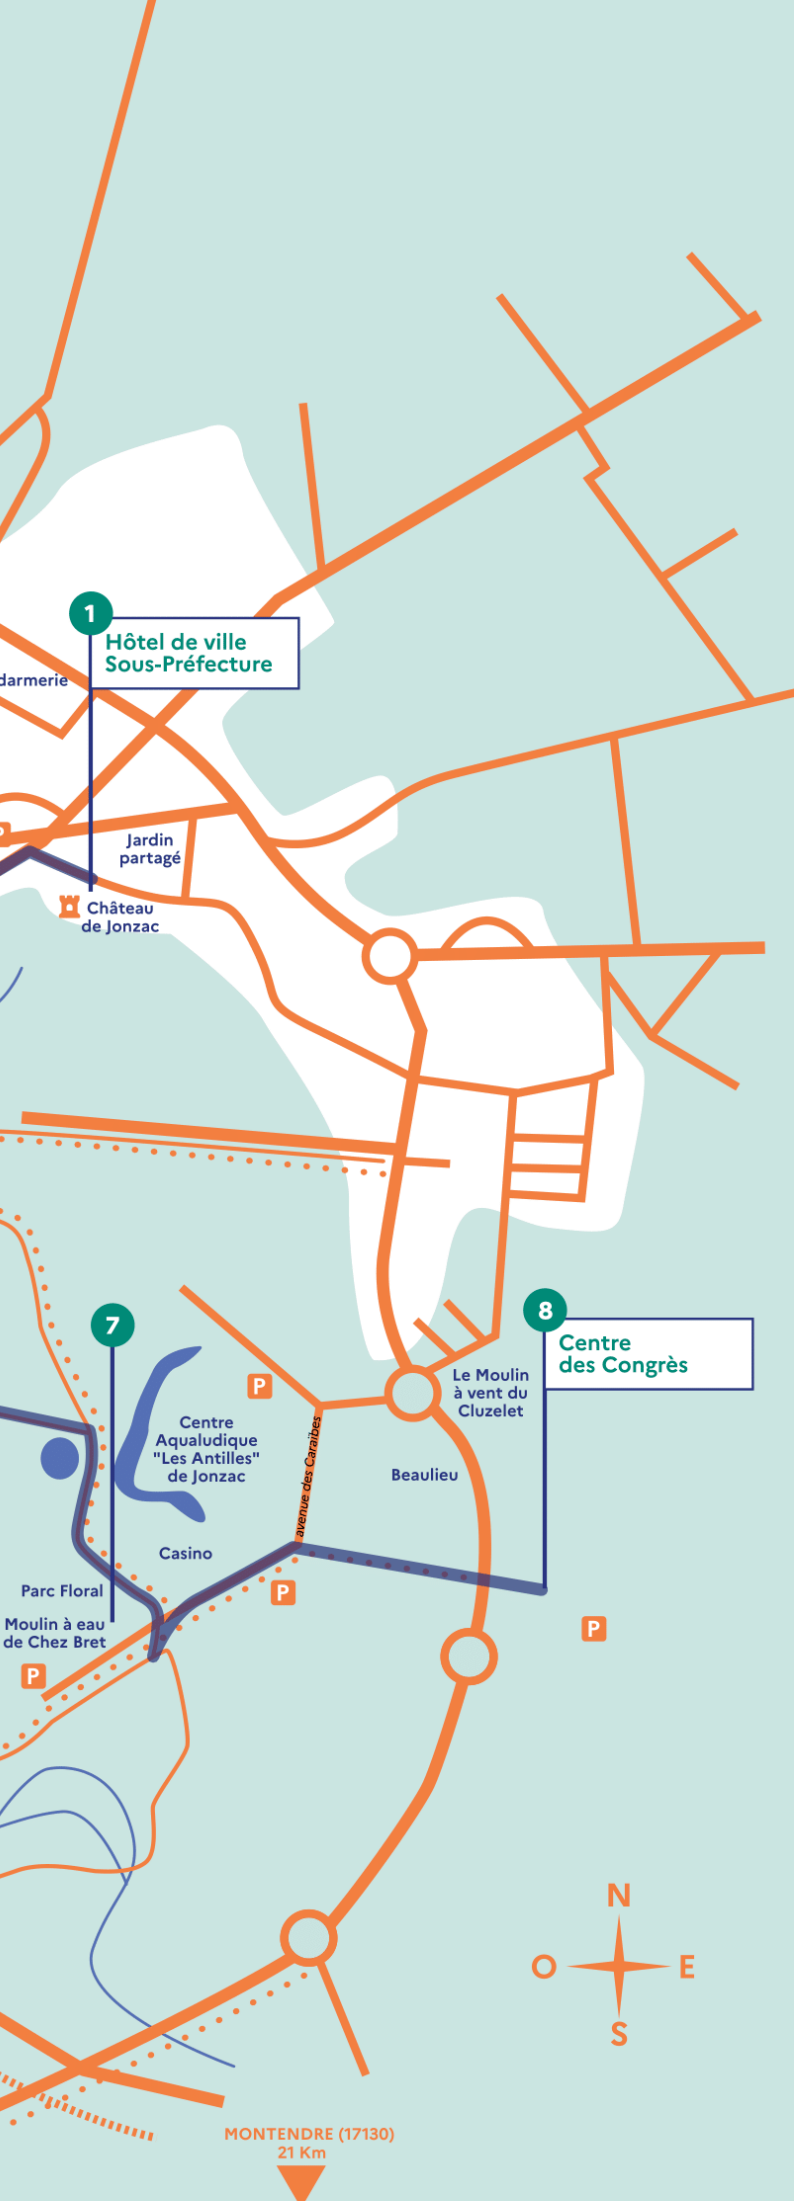 1
Hôtel de ville
Sous-Préfecture
darmerie
Jardin
partagé
P
Château
de Jonzac
7
8
Centre
des Congrès
P
Le Moulin
à vent du
Cluzelet
Centre
Aqualudique
"Les Antilles"
de Jonzac
avenue des Caraïbes
Beaulieu
Casino
Parc Floral
P
Moulin à eau
de Chez Bret
P
P
N
O E
S
MONTENDRE (17130)
21 Km